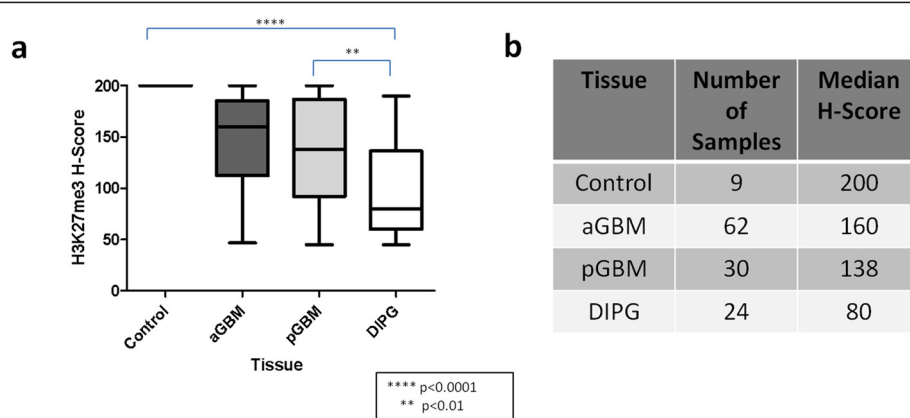 a
****
**
H3K27me3 H-Score
200
150
100
50
0
Control
aGBM
pGBM
DIPG
Tissue
**** p<0.0001
** p<0.01
b
Tissue Number of Samples Median H-Score
Control 9 200
aGBM 62 160
pGBM 30 138
DIPG 24 80